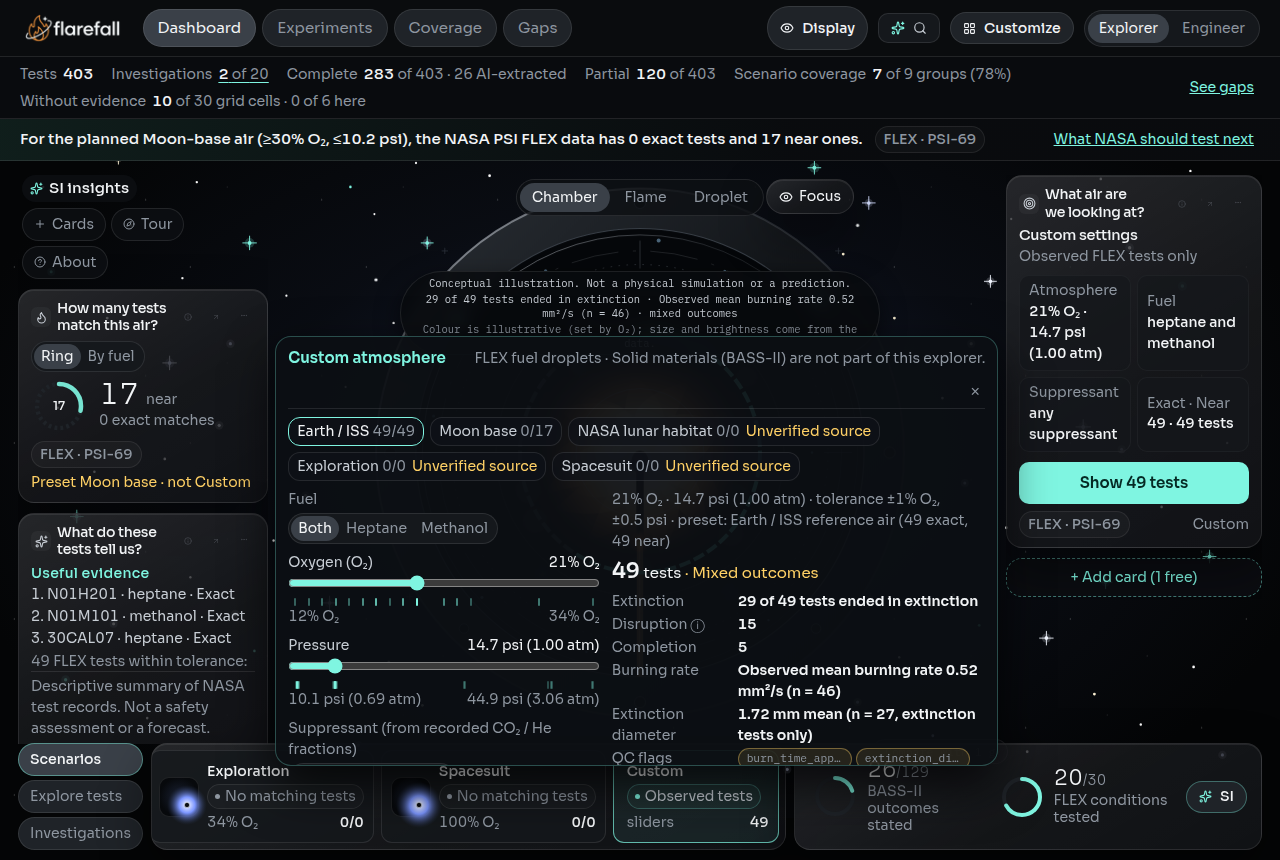 flarefall
Dashboard
Experiments
Coverage
Gaps
Display
Customize
Explorer
Engineer
Tests 403 Investigations 2 of 20 Complete 283 of 403 · 26 AI-extracted Partial 120 of 403 Scenario coverage 7 of 9 groups (78%)
Without evidence 10 of 30 grid cells · 0 of 6 here
See gaps
For the planned Moon-base air (≥30% O₂, ≤10.2 psi), the NASA PSI FLEX data has 0 exact tests and 17 near ones.
FLEX · PSI-69
What NASA should test next
SI insights
+ Cards
Tour
About
Chamber
Flame
Droplet
Focus
Conceptual illustration. Not a physical simulation or a prediction.
29 of 49 tests ended in extinction · Observed mean burning rate 0.52
mm²/s (n = 46) · mixed outcomes
Colour is illustrative (set by O₂); size and brightness come from the
How many tests
match this air?
Ring
By fuel
17
17 near
0 exact matches
FLEX · PSI-69
Preset Moon base · not Custom
What do these
tests tell us?
Useful evidence
1. N01H201 · heptane · Exact
2. N01M101 · methanol · Exact
3. 30CAL07 · heptane · Exact
49 FLEX tests within tolerance:
Descriptive summary of NASA
test records. Not a safety
assessment or a forecast.
Custom atmosphere
FLEX fuel droplets · Solid materials (BASS-II) are not part of this explorer.
×
Earth / ISS 49/49
Moon base 0/17
NASA lunar habitat 0/0 Unverified source
Exploration 0/0 Unverified source
Spacesuit 0/0 Unverified source
Fuel
Both
Heptane
Methanol
Oxygen (O₂)
21% O₂
12% O₂
34% O₂
Pressure
14.7 psi (1.00 atm)
10.1 psi (0.69 atm)
44.9 psi (3.06 atm)
Suppressant (from recorded CO₂ / He
fractions)
21% O₂ · 14.7 psi (1.00 atm) · tolerance ±1% O₂,
±0.5 psi · preset: Earth / ISS reference air (49 exact,
49 near)
49 tests · Mixed outcomes
Extinction 29 of 49 tests ended in extinction
Disruption ⓘ 15
Completion 5
Burning rate Observed mean burning rate 0.52
mm²/s (n = 46)
Extinction 1.72 mm mean (n = 27, extinction
diameter tests only)
QC flags burn_time_app… extinction_di…
What air are
we looking at?
Custom settings
Observed FLEX tests only
Atmosphere
21% O₂ ·
14.7 psi
(1.00 atm)
Fuel
heptane and
methanol
Suppressant
any
suppressant
Exact · Near
49 · 49 tests
Show 49 tests
FLEX · PSI-69
Custom
+ Add card (1 free)
Scenarios
Explore tests
Investigations
Exploration
• No matching tests
34% O₂ 0/0
Spacesuit
• No matching tests
100% O₂ 0/0
Custom
• Observed tests
sliders 49
26/129
BASS-II
outcomes
stated
20/30
FLEX conditions
tested
SI